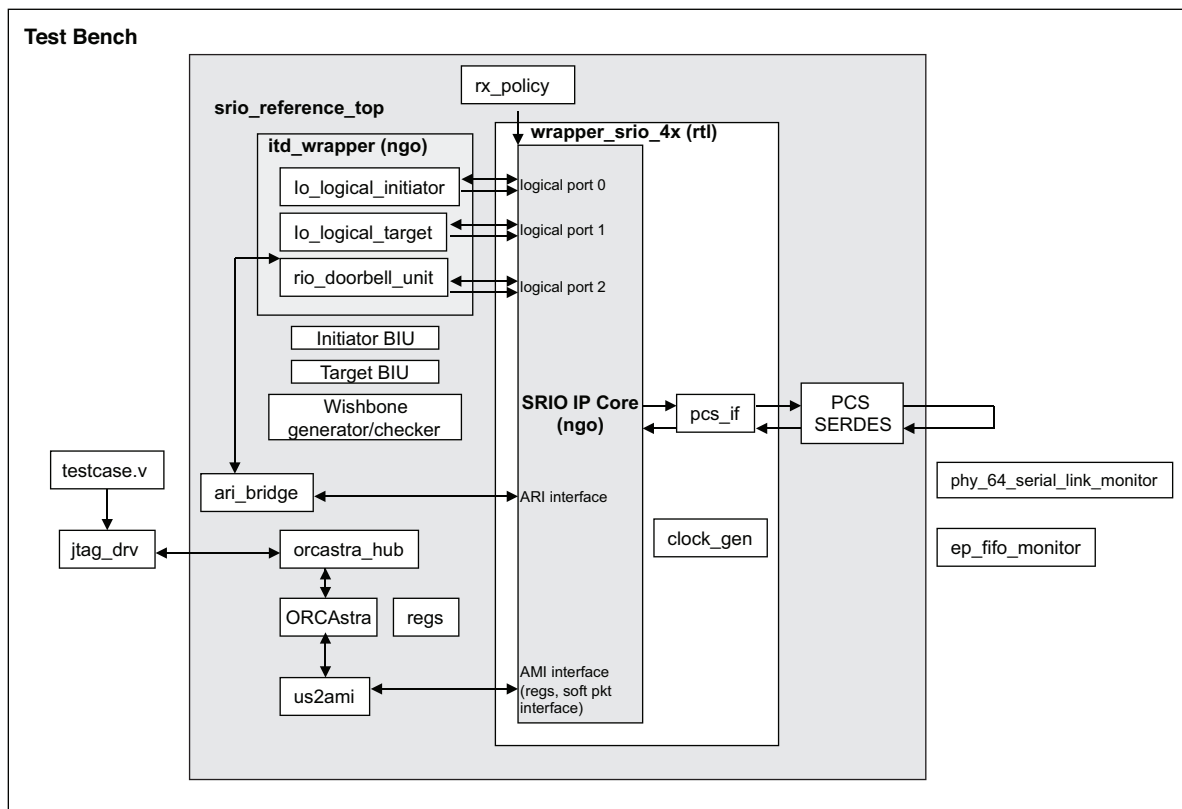 Test Bench
rx_policy
srio_reference_top
wrapper_srio_4x (rtl)
itd_wrapper (ngo)
Io_logical_initiator
logical port 0
Io_logical_target
logical port 1
rio_doorbell_unit
logical port 2
Initiator BIU
Target BIU
Wishbone
generator/checker
SRIO IP Core
(ngo)
pcs_if
PCS
SERDES
testcase.v
ari_bridge
ARI interface
phy_64_serial_link_monitor
jtag_drv
orcastra_hub
clock_gen
ep_fifo_monitor
ORCAstra
regs
us2ami
AMI interface
(regs, soft pkt
interface)